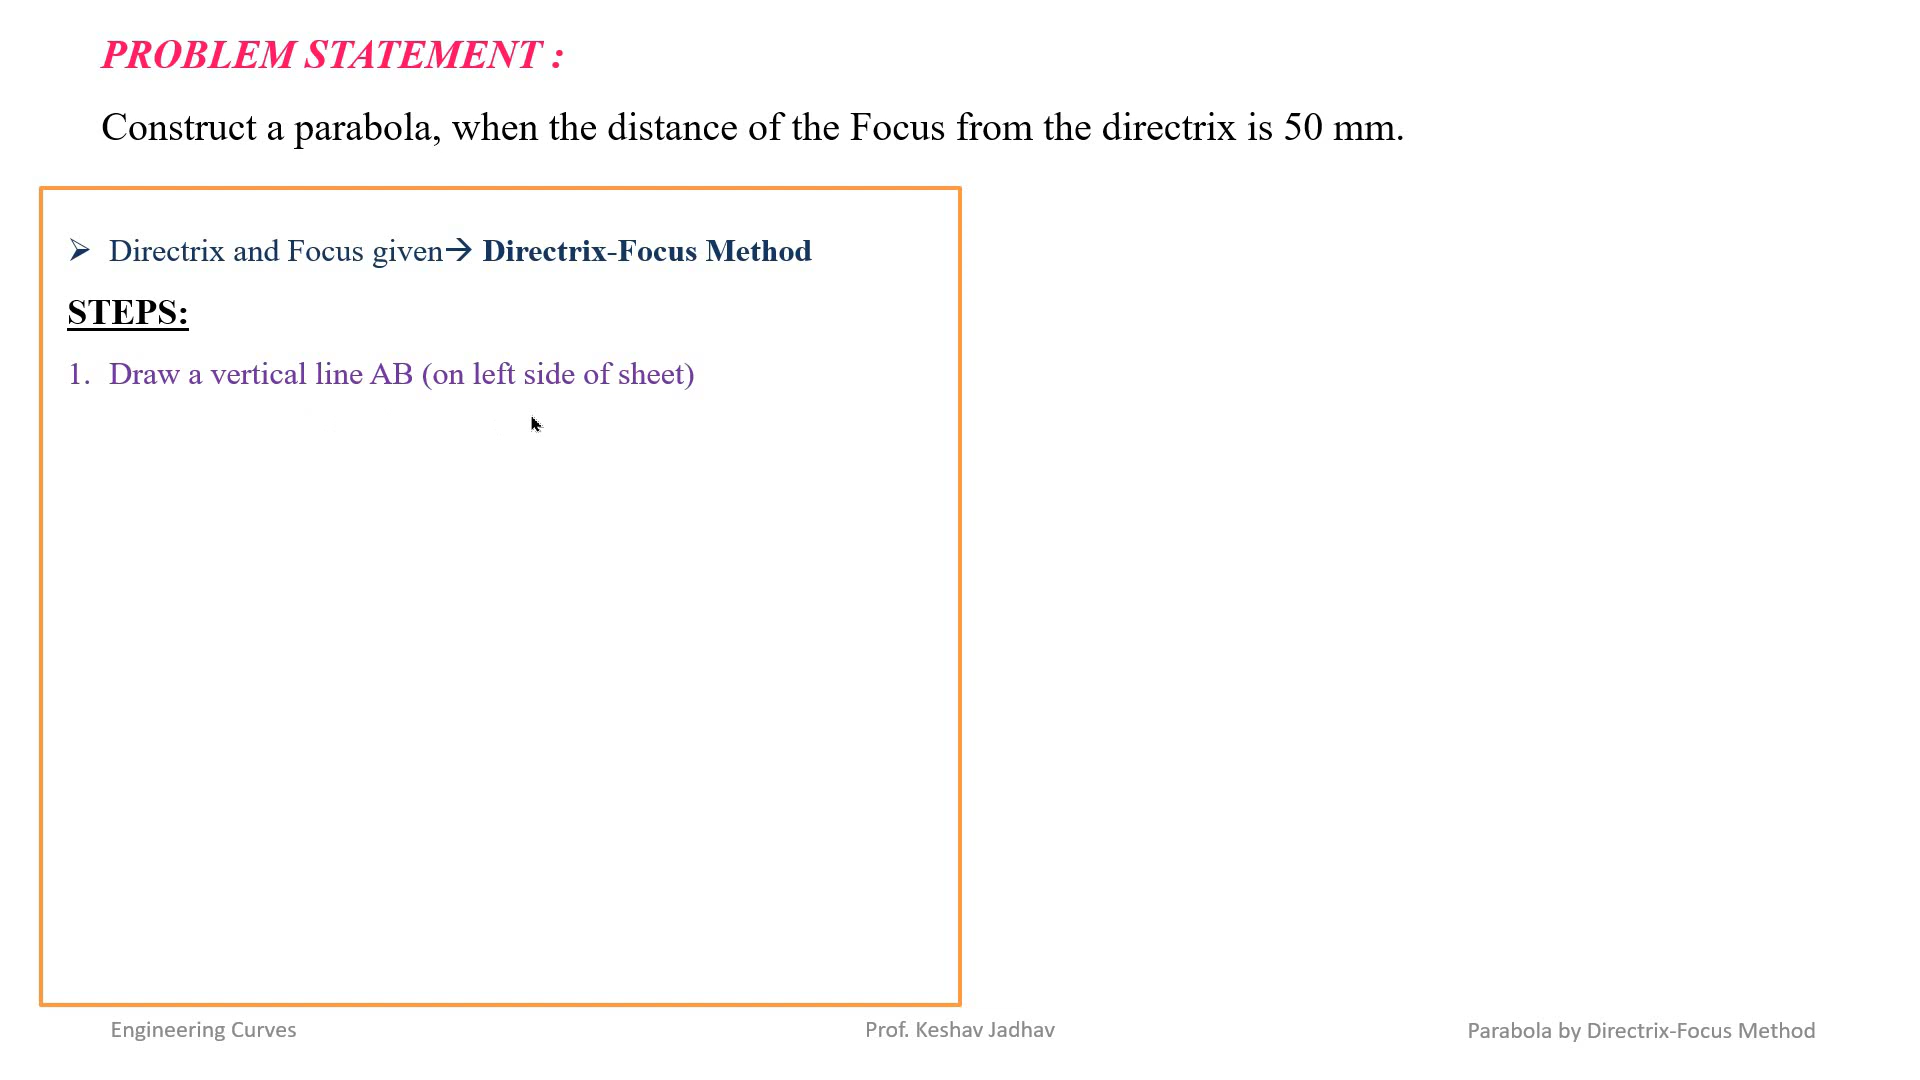 PROBLEM STATEMENT :
Construct a parabola, when the distance of the Focus from the directrix is 50 mm.
➢ Directrix and Focus given→ Directrix-Focus Method
STEPS:
1. Draw a vertical line AB (on left side of sheet)
Engineering Curves
Prof. Keshav Jadhav
Parabola by Directrix-Focus Method